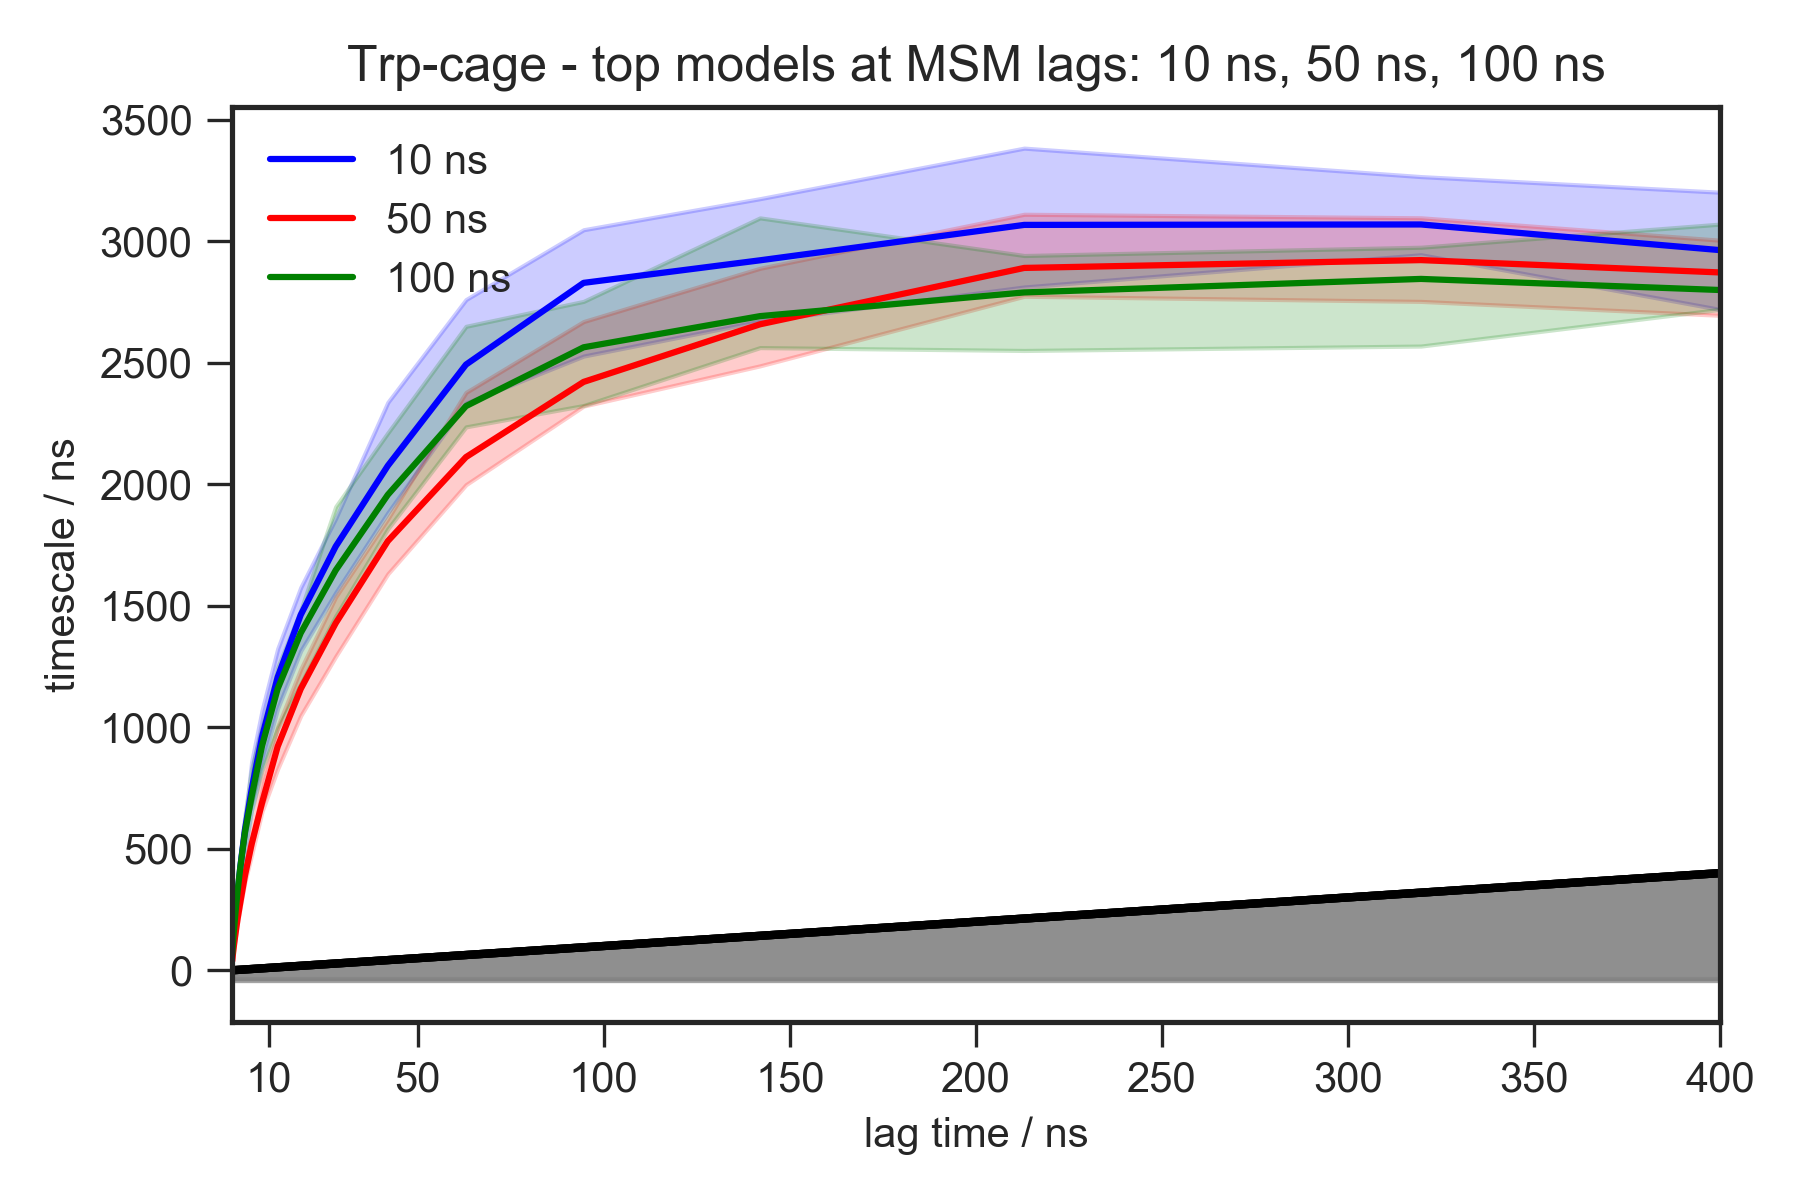 Trp-cage - top models at MSM lags: 10 ns, 50 ns, 100 ns
3500
3000
2500
2000
1500
1000
500
0
timescale / ns
10 ns
50 ns
100 ns
10 50 100 150 200 250 300 350 400
lag time / ns